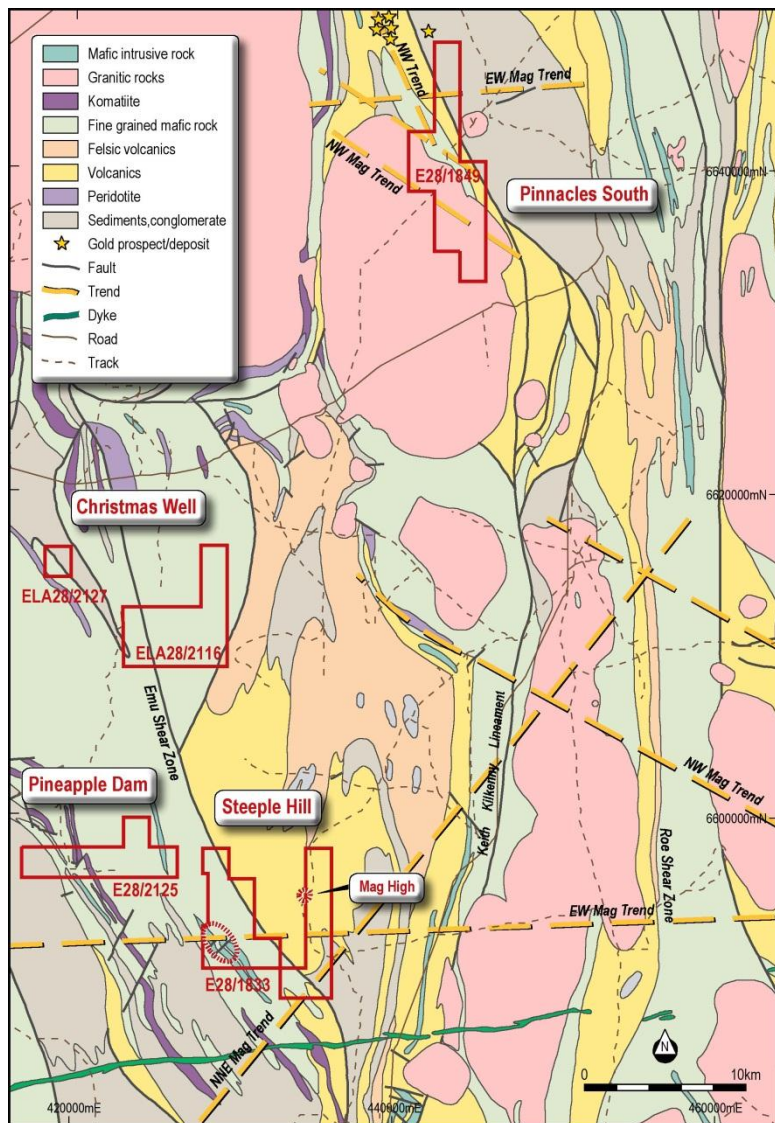 Mafic intrusive rock
Granitic rocks
Komatiite
Fine grained mafic rock
Felsic volcanics
Volcanics
Peridotite
Sediments,conglomerate
Gold prospect/deposit
Fault
Trend
Dyke
Road
Track
NW Trend
EW Mag Trend
NW Mag Trend
E28/1849
6640000mN
Pinnacles South
6620000mN
Christmas Well
ELA28/2127
ELA28/2116
Emu Shear Zone
Keith Kilkenny Lineament
NW Mag Trend
6600000mN
Pineapple Dam
Steeple Hill
Roe Shear Zone
E28/2125
Mag High
EW Mag Trend
E28/1833
NNE Mag Trend
N
0
10km
420000mE
440000mE
460000mE